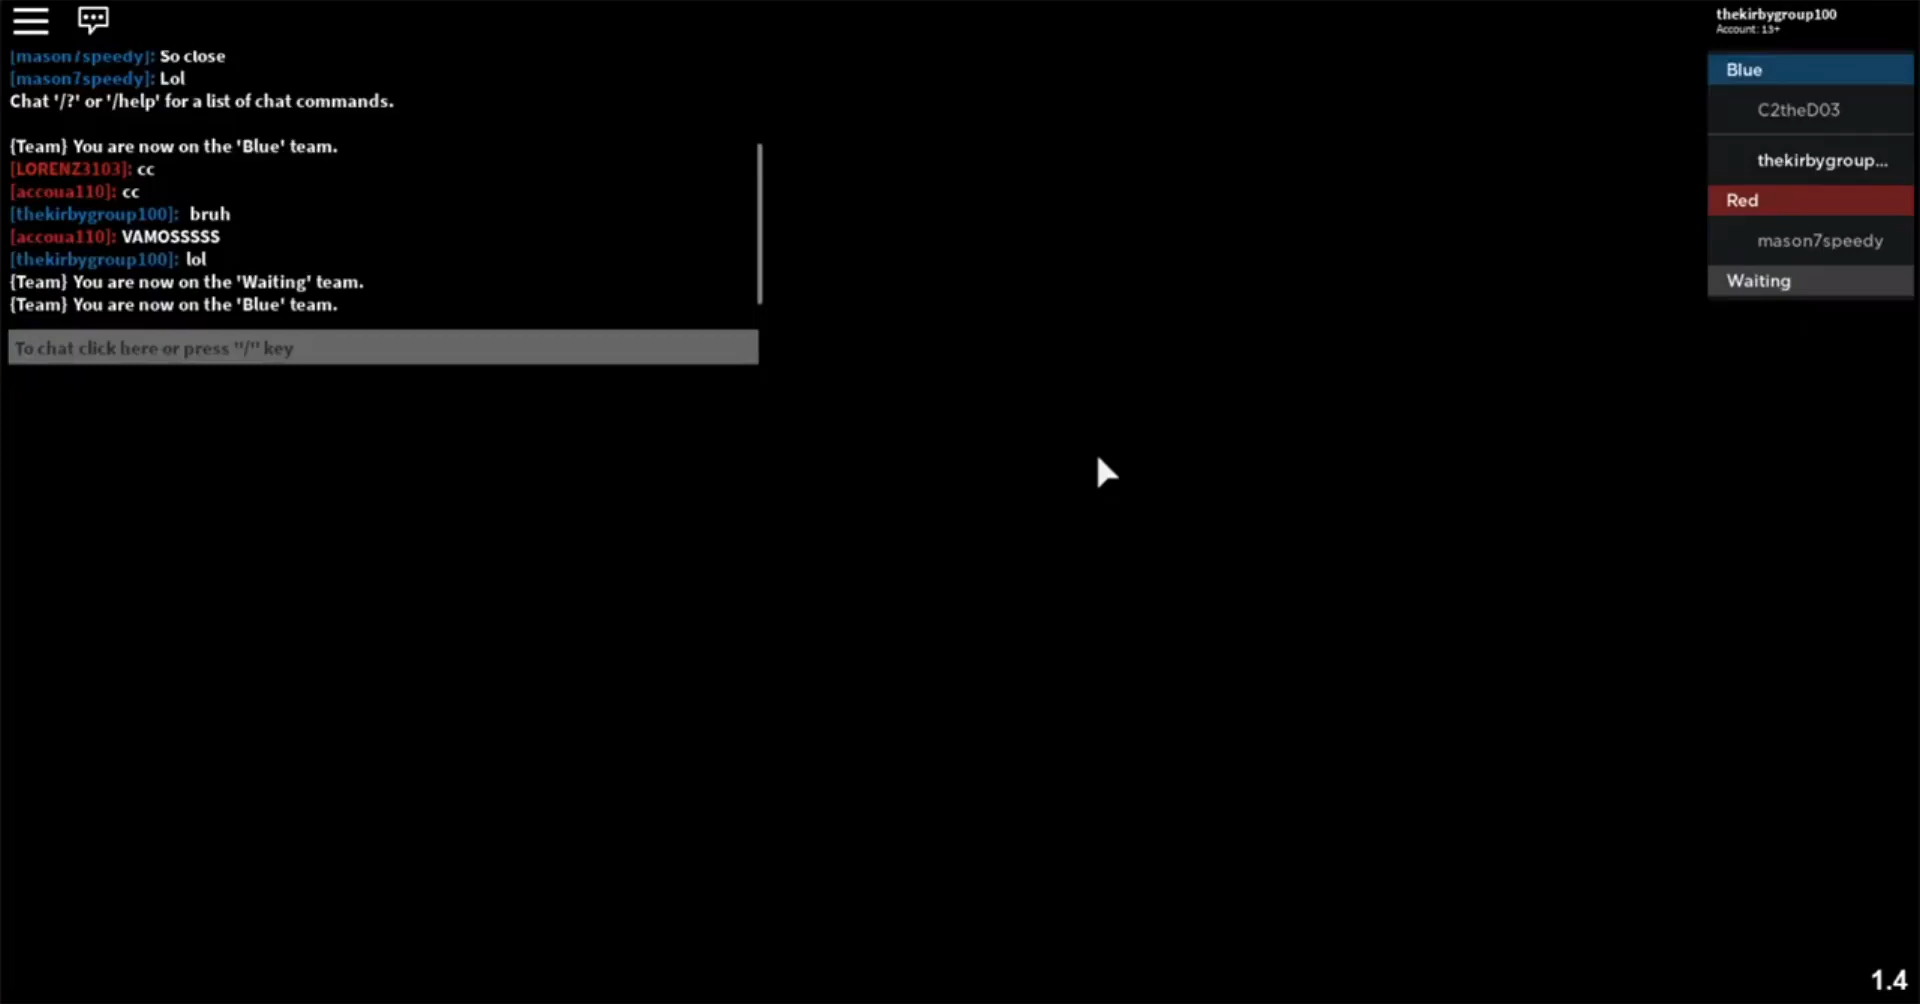 [mason7speedy]: So close
[mason7speedy]: Lol
Chat '/?' or '/help' for a list of chat commands.
{Team} You are now on the 'Blue' team.
[LORENZ3103]: cc
[accoua110]: cc
[thekirbygroup100]: bruh
[accoua110]: VAMOSSSSS
[thekirbygroup100]: lol
{Team} You are now on the 'Waiting' team.
{Team} You are now on the 'Blue' team.
To chat click here or press "/" key
thekirbygroup100
Account: 13+
Blue
C2theD03
thekirbygroup...
Red
mason7speedy
Waiting
1.4